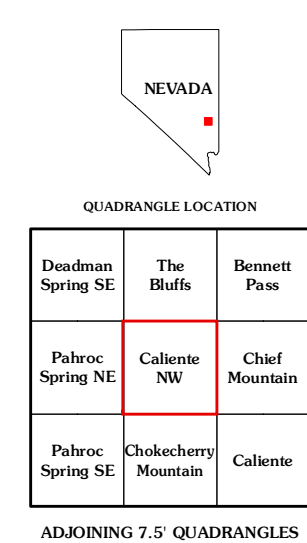 NEVADA
QUADRANGLE LOCATION
Deadman
Spring SE
The
Bluffs
Bennett
Pass
Pahroc
Spring NE
Caliente
NW
Chief
Mountain
Pahroc
Spring SE
Chokecherry
Mountain
Caliente
ADJOINING 7.5' QUADRANGLES